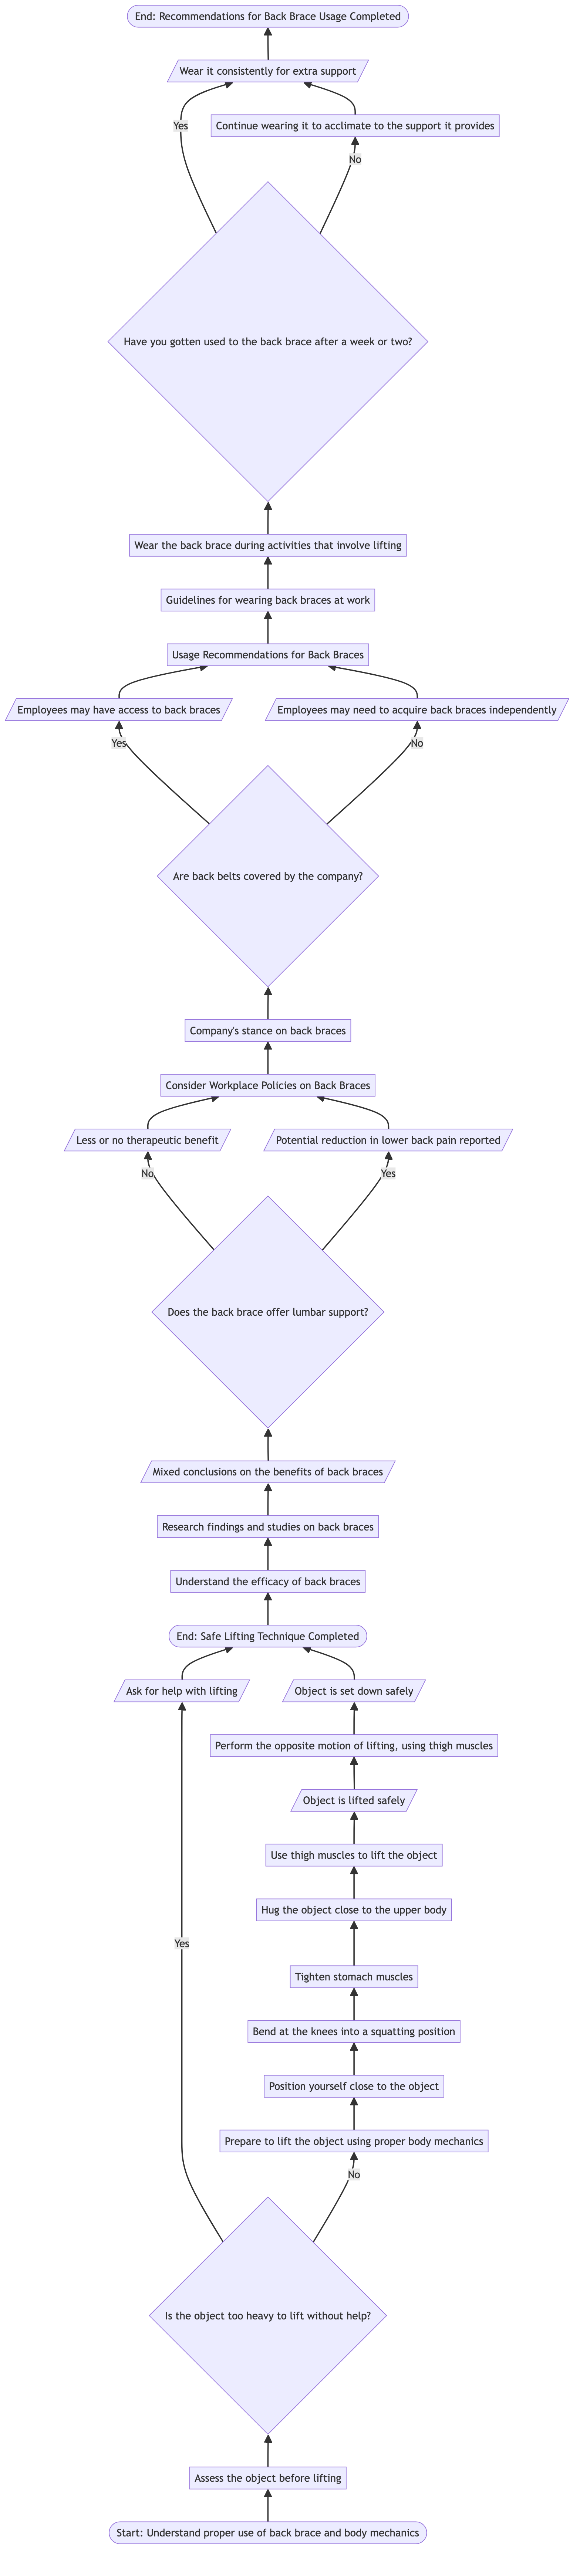 End: Recommendations for Back Brace Usage Completed
Wear it consistently for extra support
Yes
Continue wearing it to acclimate to the support it provides
No
Have you gotten used to the back brace after a week or two?
Wear the back brace during activities that involve lifting
Guidelines for wearing back braces at work
Usage Recommendations for Back Braces
Employees may have access to back braces
Employees may need to acquire back braces independently
Yes
No
Are back belts covered by the company?
Company's stance on back braces
Consider Workplace Policies on Back Braces
Less or no therapeutic benefit
Potential reduction in lower back pain reported
No
Yes
Does the back brace offer lumbar support?
Mixed conclusions on the benefits of back braces
Research findings and studies on back braces
Understand the efficacy of back braces
End: Safe Lifting Technique Completed
Ask for help with lifting
Object is set down safely
Perform the opposite motion of lifting, using thigh muscles
Object is lifted safely
Use thigh muscles to lift the object
Hug the object close to the upper body
Yes
Tighten stomach muscles
Bend at the knees into a squatting position
Position yourself close to the object
Prepare to lift the object using proper body mechanics
No
Is the object too heavy to lift without help?
Assess the object before lifting
Start: Understand proper use of back brace and body mechanics